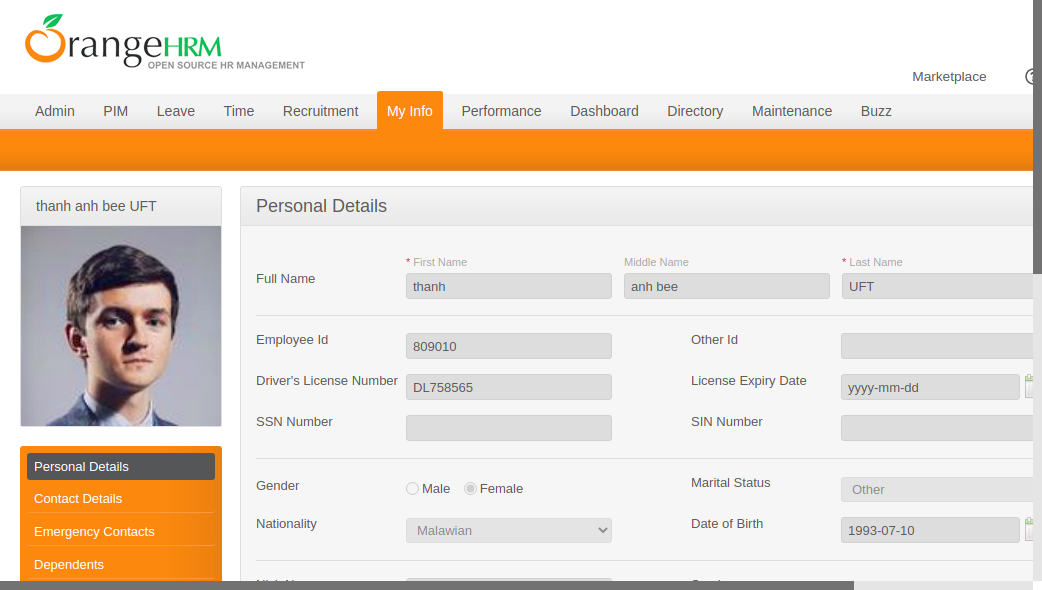 OrangeHRM
OPEN SOURCE HR MANAGEMENT
Marketplace
Admin PIM Leave Time Recruitment My Info Performance Dashboard Directory Maintenance Buzz
thanh anh bee UFT
Personal Details
* First Name Middle Name * Last Name
Full Name thanh anh bee UFT
Employee Id 809010 Other Id
Driver's License Number DL758565 License Expiry Date yyyy-mm-dd
SSN Number SIN Number
Gender Male Female Marital Status Other
Nationality Malawian Date of Birth 1993-07-10
Personal Details
Contact Details
Emergency Contacts
Dependents